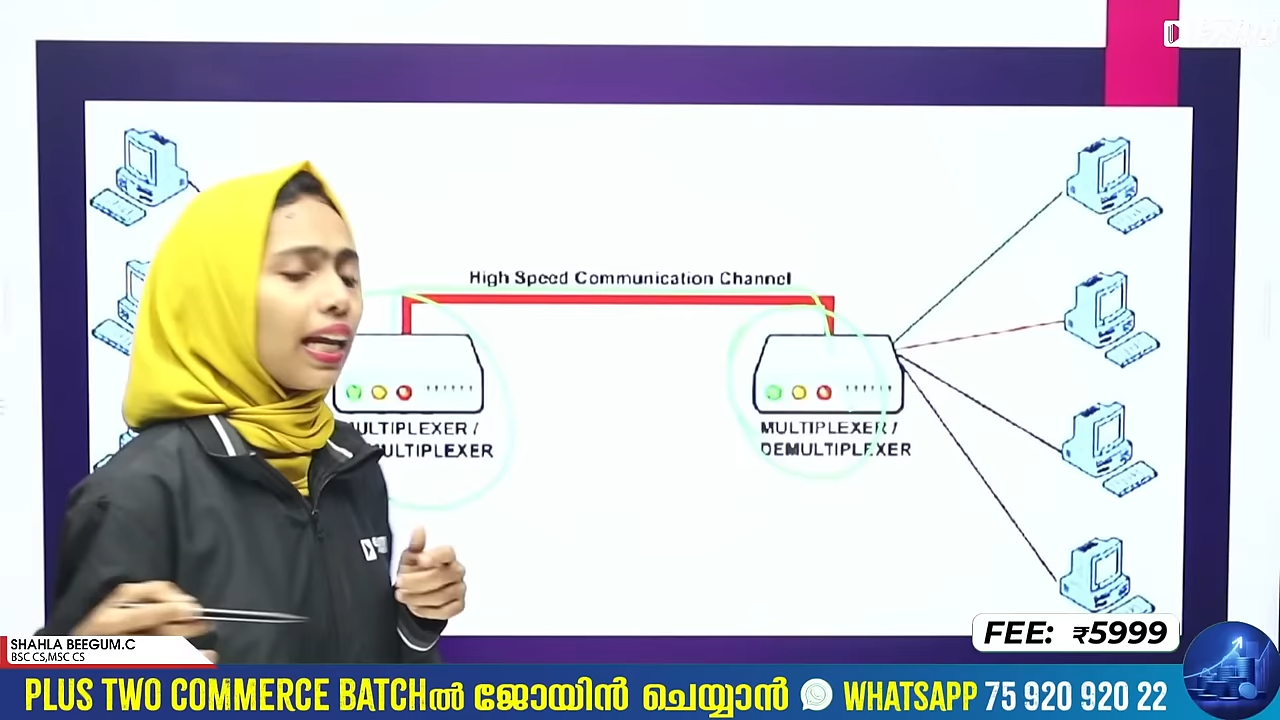 High Speed Communication Channel
MULTIPLEXER /
DEMULTIPLEXER
MULTIPLEXER /
DEMULTIPLEXER
FEE: ₹5999
SHAHLA BEEGUM.C
BSC CS,MSC CS
PLUS TWO COMMERCE BATCHൽ ജോയിൻ ചെയ്യാൻ WHATSAPP 75 920 920 22